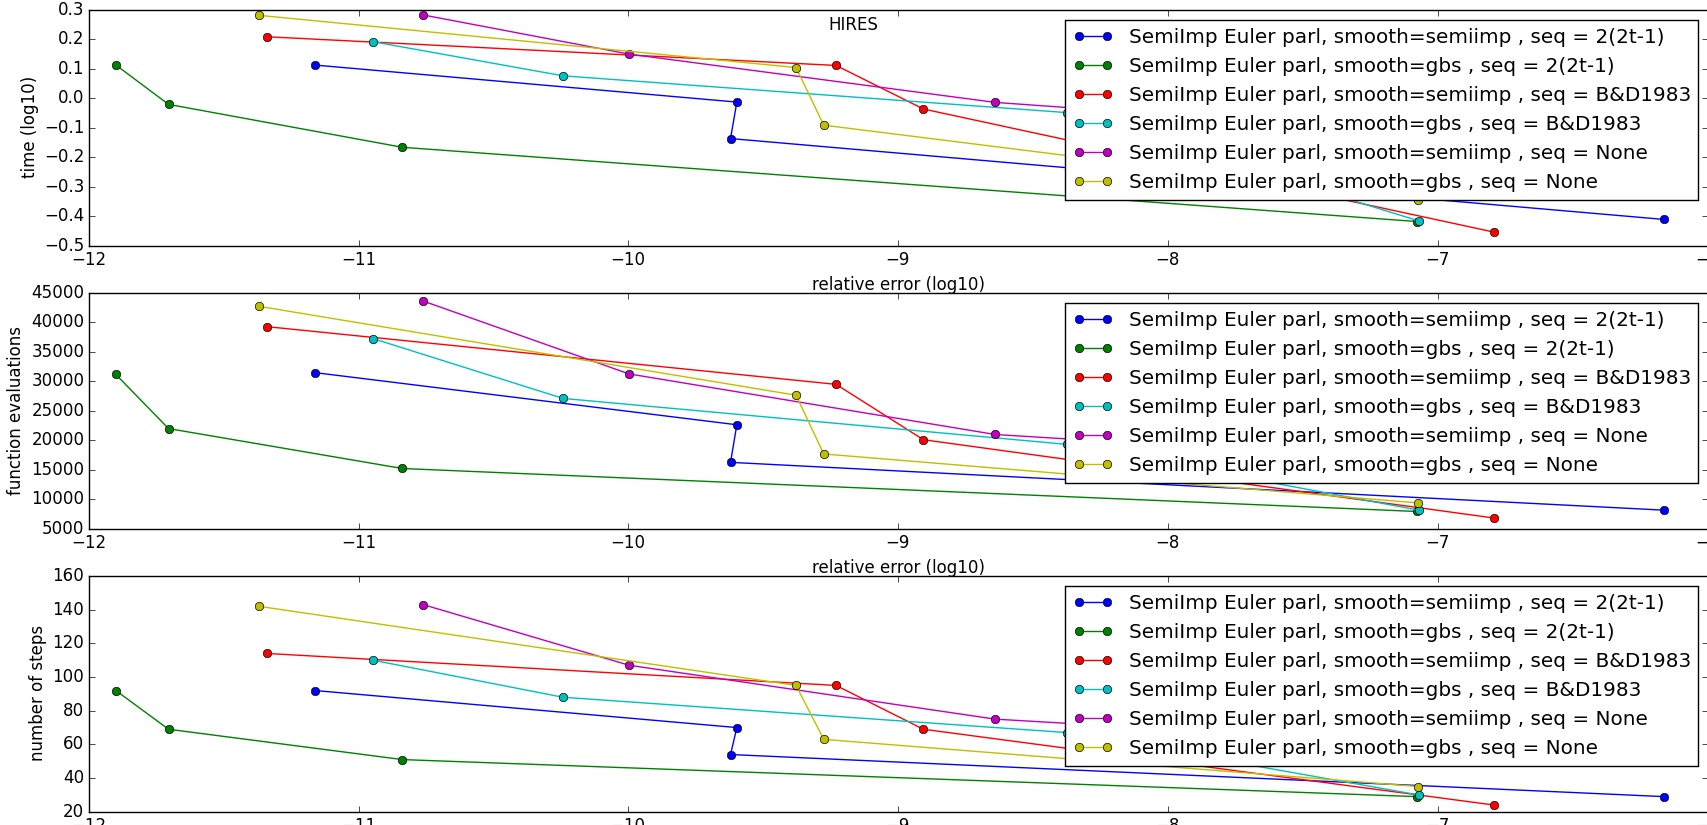 HIRES
0.3
0.2
0.1
0.0
−0.1
−0.2
−0.3
−0.4
−0.5
time (log10)
SemiImp Euler parl, smooth=semiimp , seq = 2(2t-1)
SemiImp Euler parl, smooth=gbs , seq = 2(2t-1)
SemiImp Euler parl, smooth=semiimp , seq = B&D1983
SemiImp Euler parl, smooth=gbs , seq = B&D1983
SemiImp Euler parl, smooth=semiimp , seq = None
SemiImp Euler parl, smooth=gbs , seq = None
−12 −11 −10 −9 −8 −7
relative error (log10)
45000
40000
35000
30000
25000
20000
15000
10000
5000
function evaluations
SemiImp Euler parl, smooth=semiimp , seq = 2(2t-1)
SemiImp Euler parl, smooth=gbs , seq = 2(2t-1)
SemiImp Euler parl, smooth=semiimp , seq = B&D1983
SemiImp Euler parl, smooth=gbs , seq = B&D1983
SemiImp Euler parl, smooth=semiimp , seq = None
SemiImp Euler parl, smooth=gbs , seq = None
−12 −11 −10 −9 −8 −7
relative error (log10)
160
140
120
100
80
60
40
20
number of steps
SemiImp Euler parl, smooth=semiimp , seq = 2(2t-1)
SemiImp Euler parl, smooth=gbs , seq = 2(2t-1)
SemiImp Euler parl, smooth=semiimp , seq = B&D1983
SemiImp Euler parl, smooth=gbs , seq = B&D1983
SemiImp Euler parl, smooth=semiimp , seq = None
SemiImp Euler parl, smooth=gbs , seq = None
−12 −11 −10 −9 −8 −7